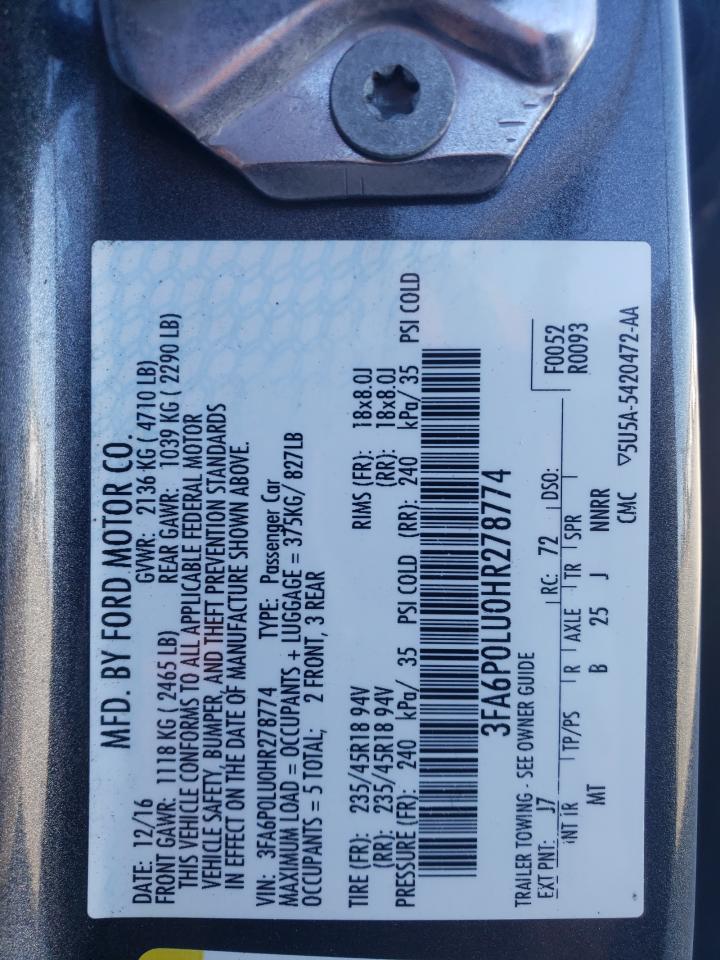 MFD. BY FORD MOTOR CO.
DATE: 12/16 GVWR: 2136 KG ( 4710 LB)
FRONT GAWR: 1118 KG ( 2465 LB) REAR GAWR: 1039 KG ( 2290 LB)
THIS VEHICLE CONFORMS TO ALL APPLICABLE FEDERAL MOTOR
VEHICLE SAFETY, BUMPER, AND THEFT PREVENTION STANDARDS
IN EFFECT ON THE DATE OF MANUFACTURE SHOWN ABOVE.
VIN: 3FA6P0LU0HR278774 TYPE: Passenger Car
MAXIMUM LOAD = OCCUPANTS + LUGGAGE = 375KG/ 827LB
OCCUPANTS = 5 TOTAL; 2 FRONT, 3 REAR
TIRE (FR): 235/45R18 94V RIMS (FR): 18x8.0J
(RR): 235/45R18 94V (RR): 18x8.0J
PRESSURE (FR): 240 kPa/ 35 PSI COLD (RR): 240 kPa/ 35 PSI COLD
3FA6P0LU0HR278774
TRAILER TOWING - SEE OWNER GUIDE
EXT PNT: J7 RC: 72 DSO: F0052
R0093
INT TR TP/PS R AXLE TR SPR
MT B 25 J NNRR
CMC ▽5U5A-5420472-AA